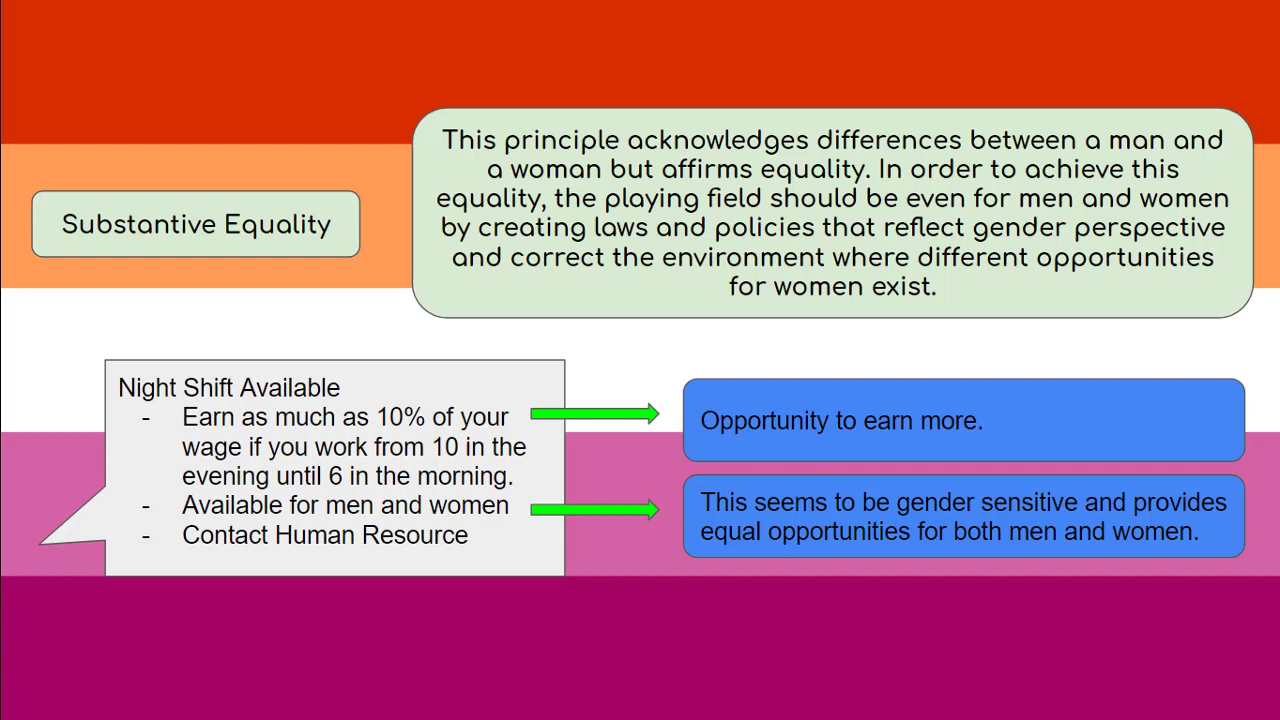 Substantive Equality
This principle acknowledges differences between a man and
a woman but affirms equality. In order to achieve this
equality, the playing field should be even for men and women
by creating laws and policies that reflect gender perspective
and correct the environment where different opportunities
for women exist.
Night Shift Available
- Earn as much as 10% of your
wage if you work from 10 in the
evening until 6 in the morning.
- Available for men and women
- Contact Human Resource
Opportunity to earn more.
This seems to be gender sensitive and provides
equal opportunities for both men and women.